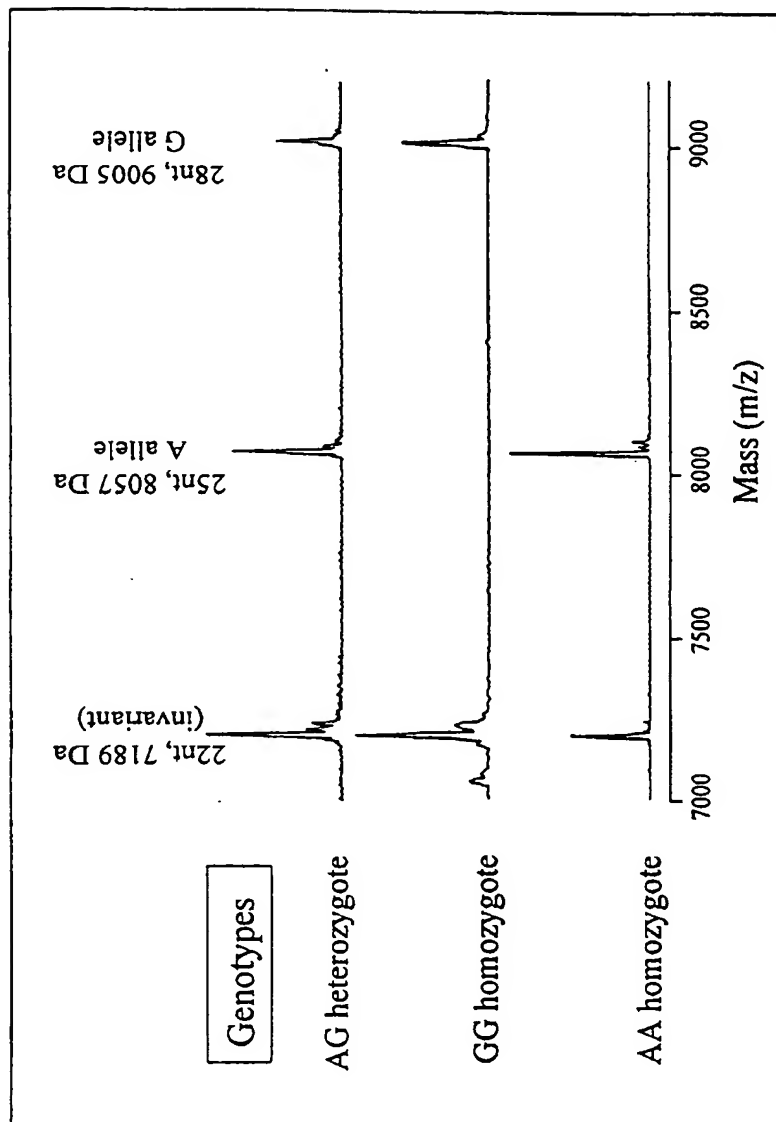 Genotypes
22nt, 7189 Da
(invariant)
25nt, 8057 Da
A allele
28nt, 9005 Da
G allele
AG heterozygote
GG homozygote
AA homozygote
7000
7500
8000
8500
9000
Mass (m/z)